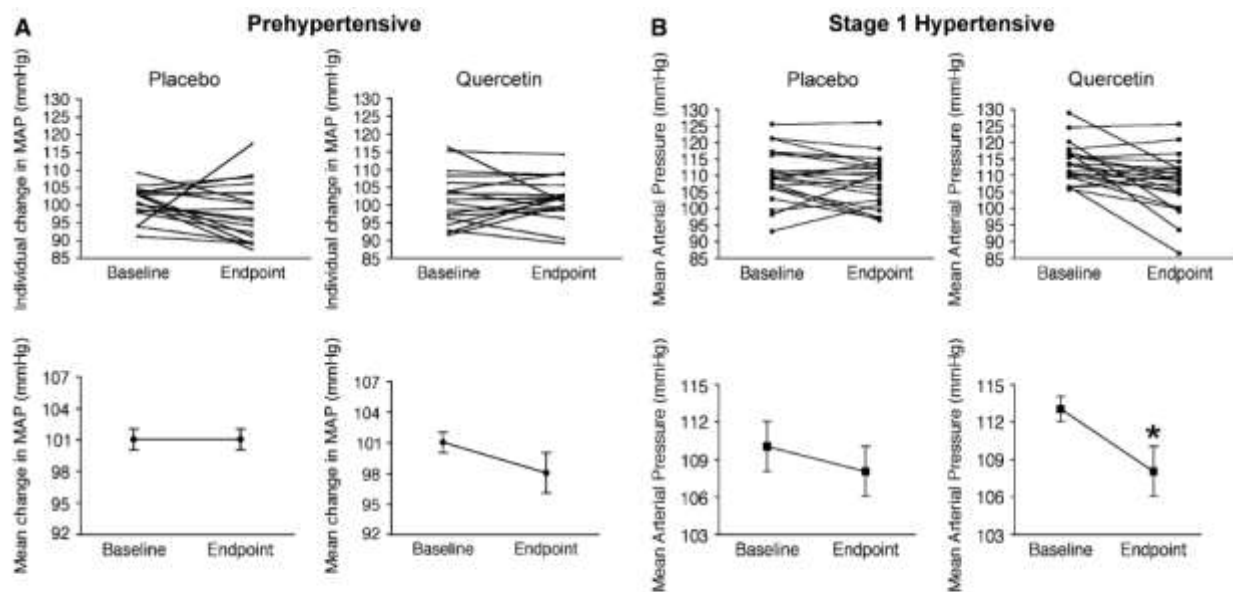 A Prehypertensive
B Stage 1 Hypertensive
Placebo
Individual change in MAP (mmHg)
130
125
120
115
110
105
100
95
90
85
Baseline Endpoint
Quercetin
Individual change in MAP (mmHg)
130
125
120
115
110
105
100
95
90
85
Baseline Endpoint
Placebo
Mean Arterial Pressure (mmHg)
130
125
120
115
110
105
100
95
90
85
Baseline Endpoint
Quercetin
Mean Arterial Pressure (mmHg)
130
125
120
115
110
105
100
95
90
85
Baseline Endpoint
Mean change in MAP (mmHg)
107
104
101
98
95
92
Baseline Endpoint
Mean change in MAP (mmHg)
107
104
101
98
95
92
Baseline Endpoint
Mean Arterial Pressure (mmHg)
115
112
109
106
103
Baseline Endpoint
Mean Arterial Pressure (mmHg)
115
112
109
106
103
*
Baseline Endpoint